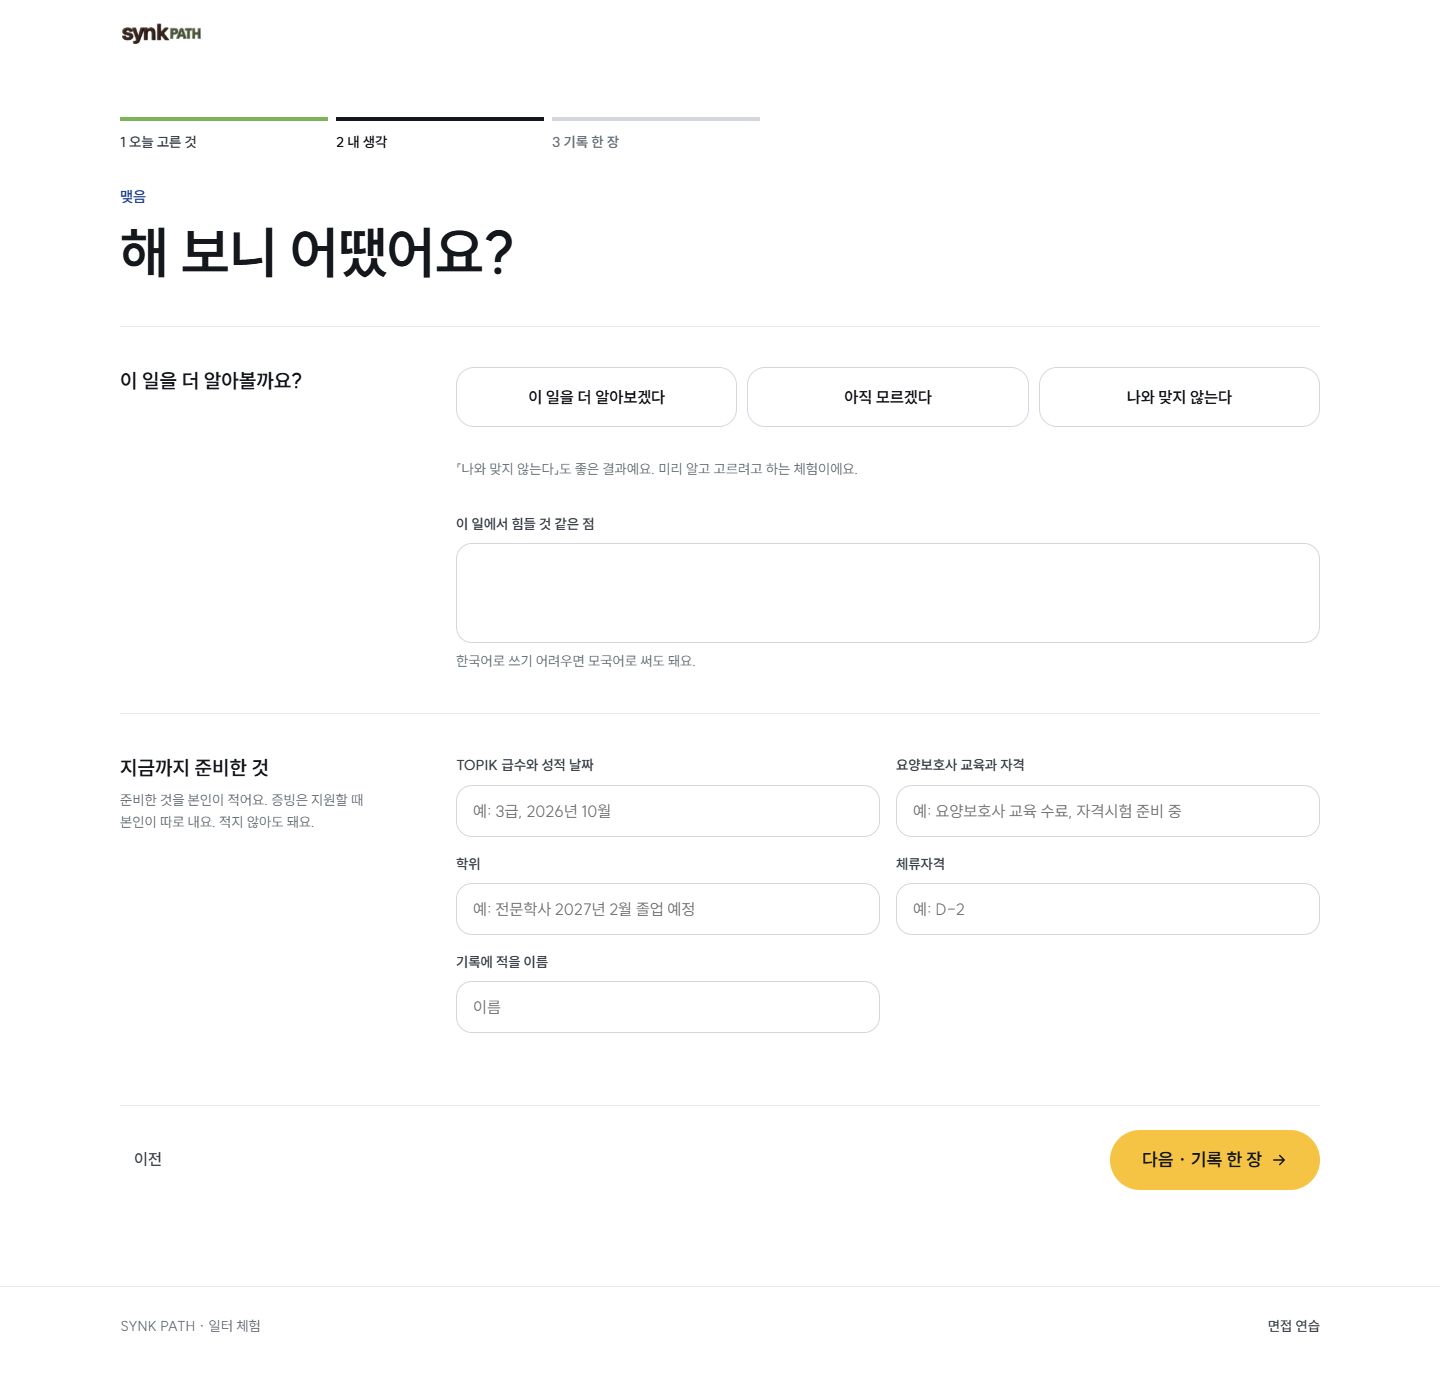 synk PATH
1 오늘 고른 것
2 내 생각
3 기록 한 장
맺음
해 보니 어땠어요?
이 일을 더 알아볼까요?
이 일을 더 알아보겠다
아직 모르겠다
나와 맞지 않는다
「나와 맞지 않는다」도 좋은 결과예요. 미리 알고 고르려고 하는 체험이에요.
이 일에서 힘들 것 같은 점
한국어로 쓰기 어려우면 모국어로 써도 돼요.
지금까지 준비한 것
준비한 것을 본인이 적어요. 증빙은 지원할 때
본인이 따로 내요. 적지 않아도 돼요.
TOPIK 급수와 성적 날짜
예: 3급, 2026년 10월
요양보호사 교육과 자격
예: 요양보호사 교육 수료, 자격시험 준비 중
학위
예: 전문학사 2027년 2월 졸업 예정
체류자격
예: D-2
기록에 적을 이름
이름
이전
다음 · 기록 한 장 →
SYNK PATH · 일터 체험
면접 연습